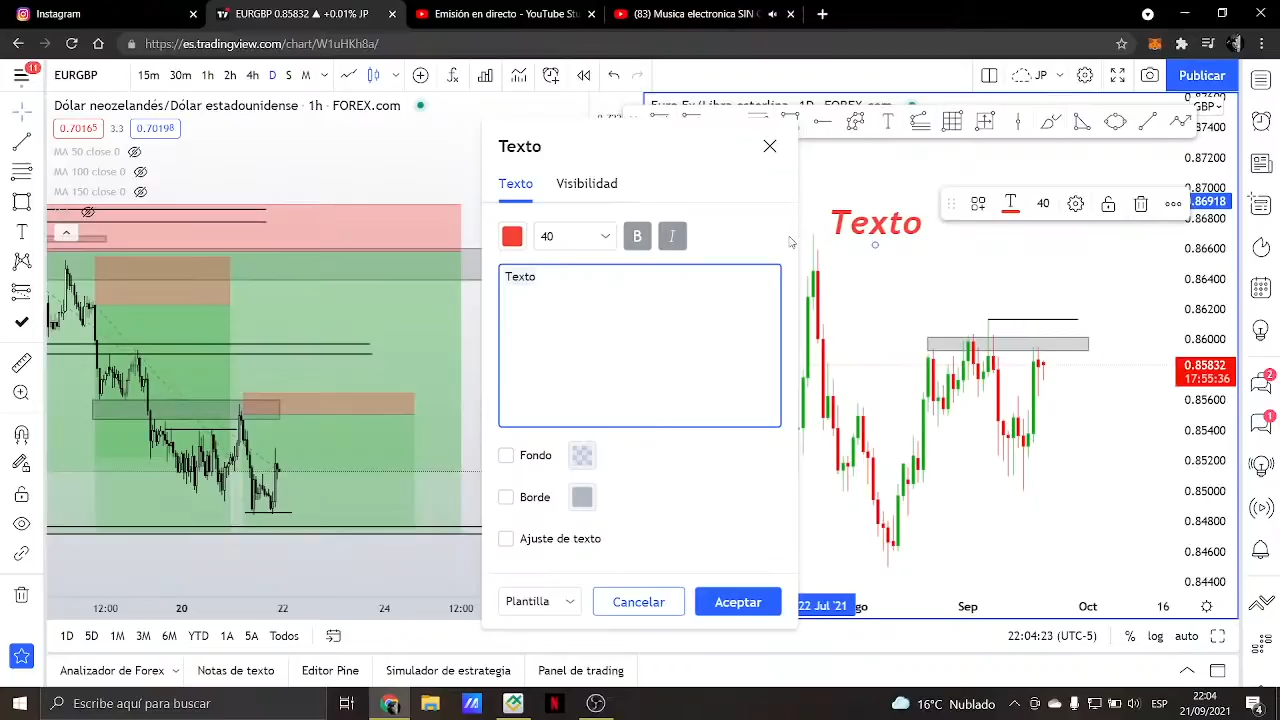 Instagram
EURGBP 0.85832 ▲ +0.01% JP
Emisión en directo - YouTube Stu
(83) Musica electronica SIN C
https://es.tradingview.com/chart/W1uHKh8a/
11
EURGBP
15m 30m 1h 2h 4h D S M
JP
Publicar
Dólar neozelandés/Dólar estadounidense · 1h · FOREX.com
0.70165 3.3 0.70198
MA 50 close 0
MA 100 close 0
MA 150 close 0
Texto
Texto Visibilidad
40
B I
Texto
Fondo
Borde
Ajuste de texto
Plantilla
Cancelar
Aceptar
Texto
40
0.87400
0.87200
0.87000
0.86918
0.86800
0.86600
0.86400
0.86200
0.86000
0.85832
17:55:36
0.85600
0.85400
0.85200
0.85000
0.84800
0.84600
0.84400
2
1
12:00 20 22 24 12:00
22 Jul '21 go Sep Oct 16
1D 5D 1M 3M 6M YTD 1A 5A Todos
22:04:23 (UTC-5) % log auto
Analizador de Forex Notas de texto Editor Pine Simulador de estrategia Panel de trading
Escribe aquí para buscar
16°C Nublado
ESP
22:04
21/09/2021